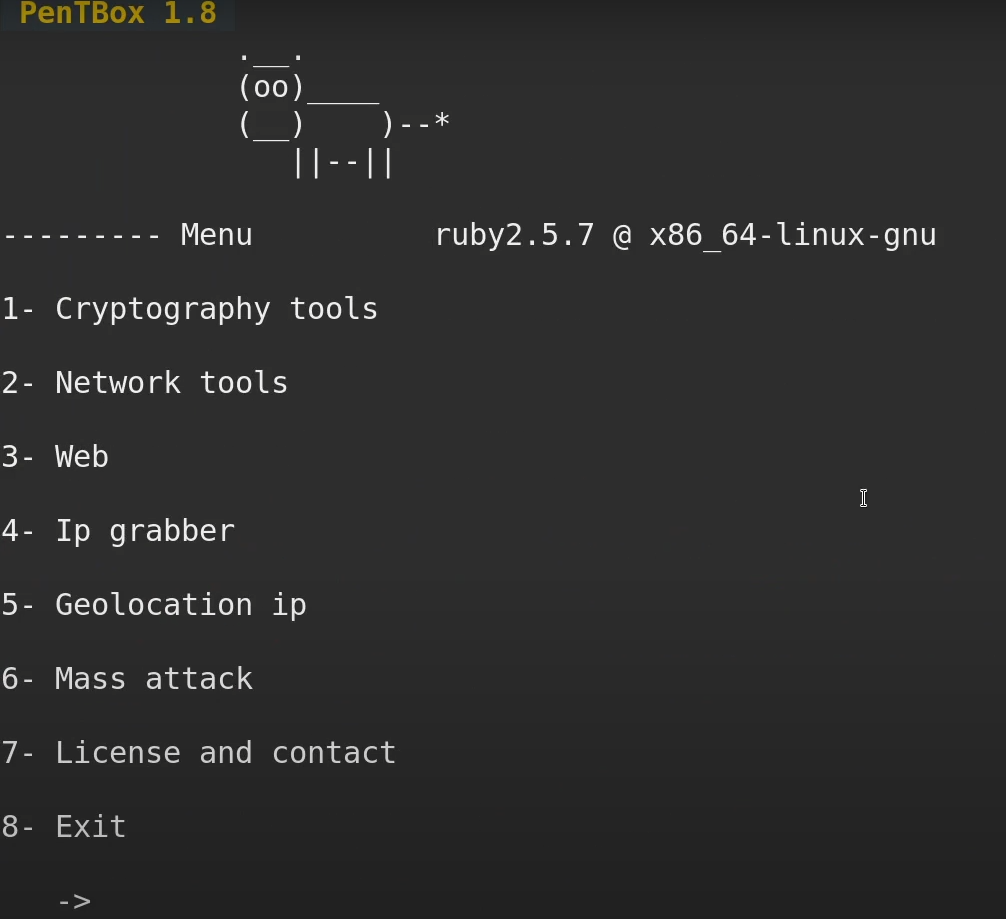 PenTBox 1.8
.__.
(oo)____
(__)    )--*
||--||
--------- Menu          ruby2.5.7 @ x86_64-linux-gnu
1- Cryptography tools
2- Network tools
3- Web
4- Ip grabber
5- Geolocation ip
6- Mass attack
7- License and contact
8- Exit
->